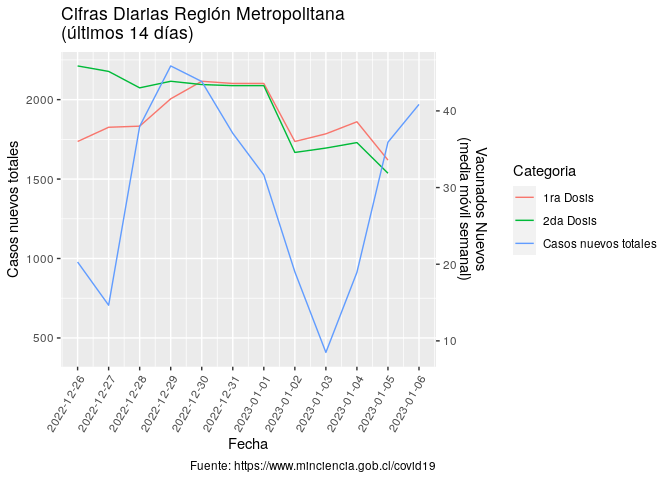 Cifras Diarias Región Metropolitana
(últimos 14 días)
Casos nuevos totales
2000
1500
1000
500
40
30
20
10
Vacunados Nuevos
(media móvil semanal)
2022-12-26
2022-12-27
2022-12-28
2022-12-29
2022-12-30
2022-12-31
2023-01-01
2023-01-02
2023-01-03
2023-01-04
2023-01-05
2023-01-06
Fecha
Categoria
1ra Dosis
2da Dosis
Casos nuevos totales
Fuente: https://www.minciencia.gob.cl/covid19